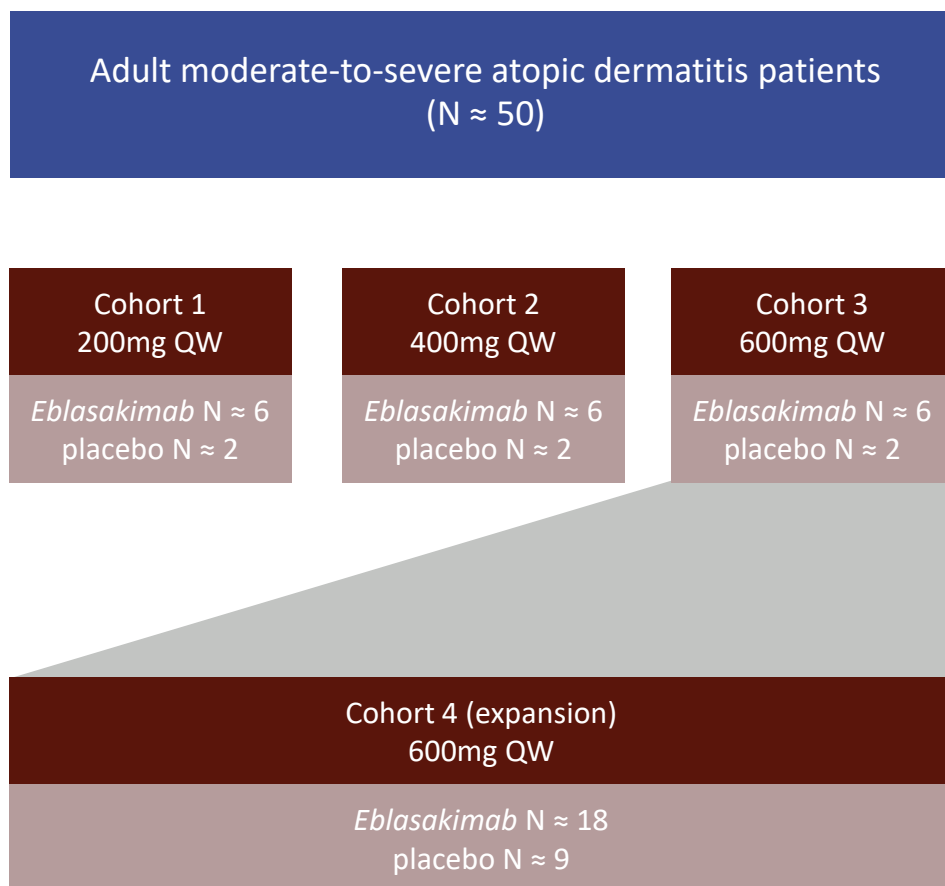 Adult moderate-to-severe atopic dermatitis patients
(N ≈ 50)
Cohort 1
200mg QW
Eblasakimab N ≈ 6
placebo N ≈ 2
Cohort 2
400mg QW
Eblasakimab N ≈ 6
placebo N ≈ 2
Cohort 3
600mg QW
Eblasakimab N ≈ 6
placebo N ≈ 2
Cohort 4 (expansion)
600mg QW
Eblasakimab N ≈ 18
placebo N ≈ 9